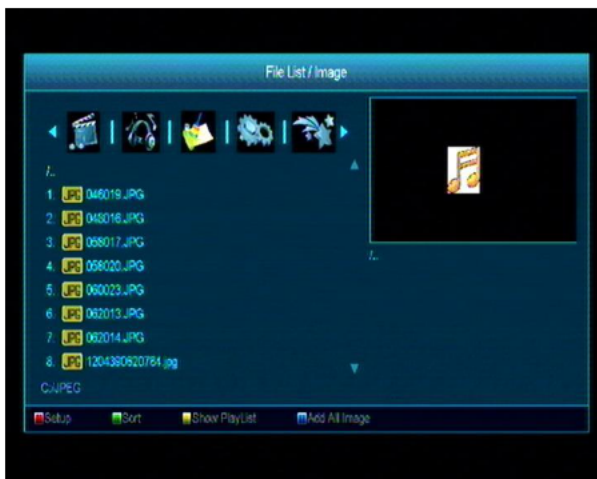 File List / Image
/..
1. JPG 046019.JPG
2. JPG 048016.JPG
3. JPG 058017.JPG
4. JPG 058020.JPG
5. JPG 060023.JPG
6. JPG 062013.JPG
7. JPG 062014.JPG
8. JPG 1204390620764.jpg
/..
C:/JPEG
Setup Sort Show PlayList Add All Image